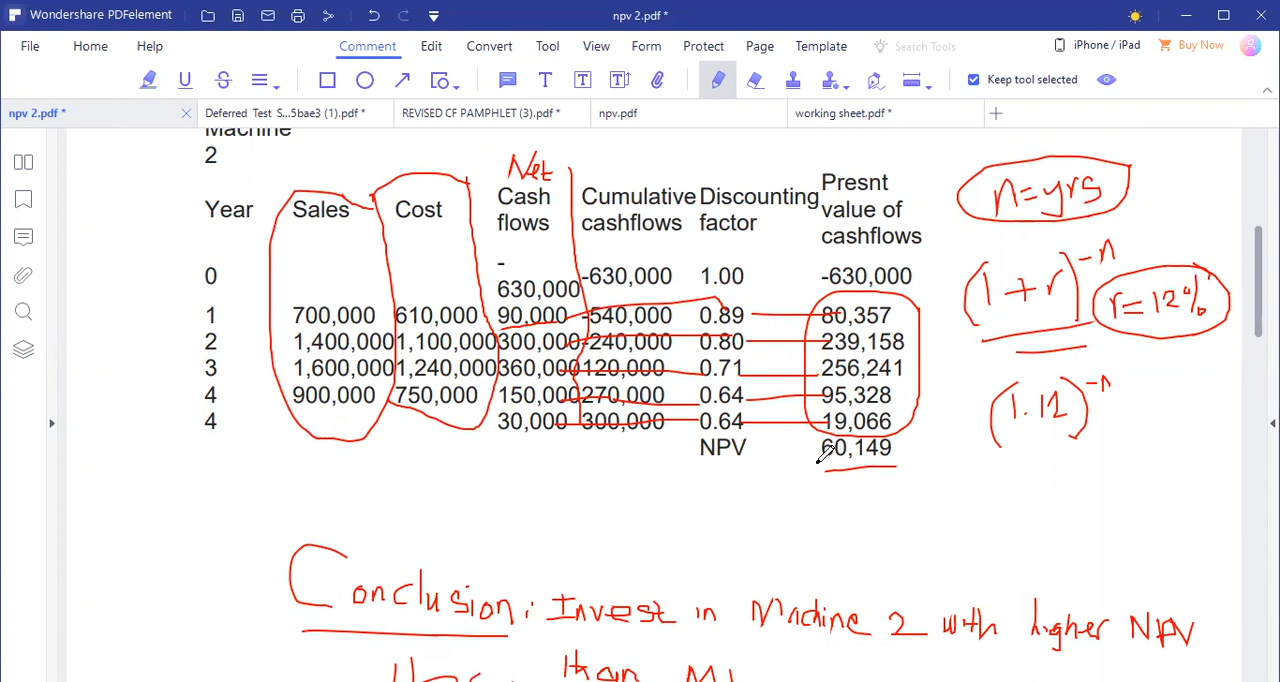 Wondershare PDFelement
npv 2.pdf *
File Home Help Comment Edit Convert Tool View Form Protect Page Template Search Tools iPhone / iPad Buy Now
Keep tool selected
npv 2.pdf * Deferred Test S...5bae3 (1).pdf * REVISED CF PAMPHLET (3).pdf * npv.pdf working sheet.pdf *
Machine
2
Net
Year Sales Cost Cash flows Cumulative cashflows Discounting factor Presnt value of cashflows
0 -630,000 -630,000 1.00 -630,000
1 700,000 610,000 90,000 -540,000 0.89 80,357
2 1,400,000 1,100,000 300,000 -240,000 0.80 239,158
3 1,600,000 1,240,000 360,000 120,000 0.71 256,241
4 900,000 750,000 150,000 270,000 0.64 95,328
4 30,000 300,000 0.64 19,066
NPV 60,149
n=yrs
(1+r)-n
r=12%
(1.12)-n
Conclusion: Invest in Machine 2 with higher NPV
than